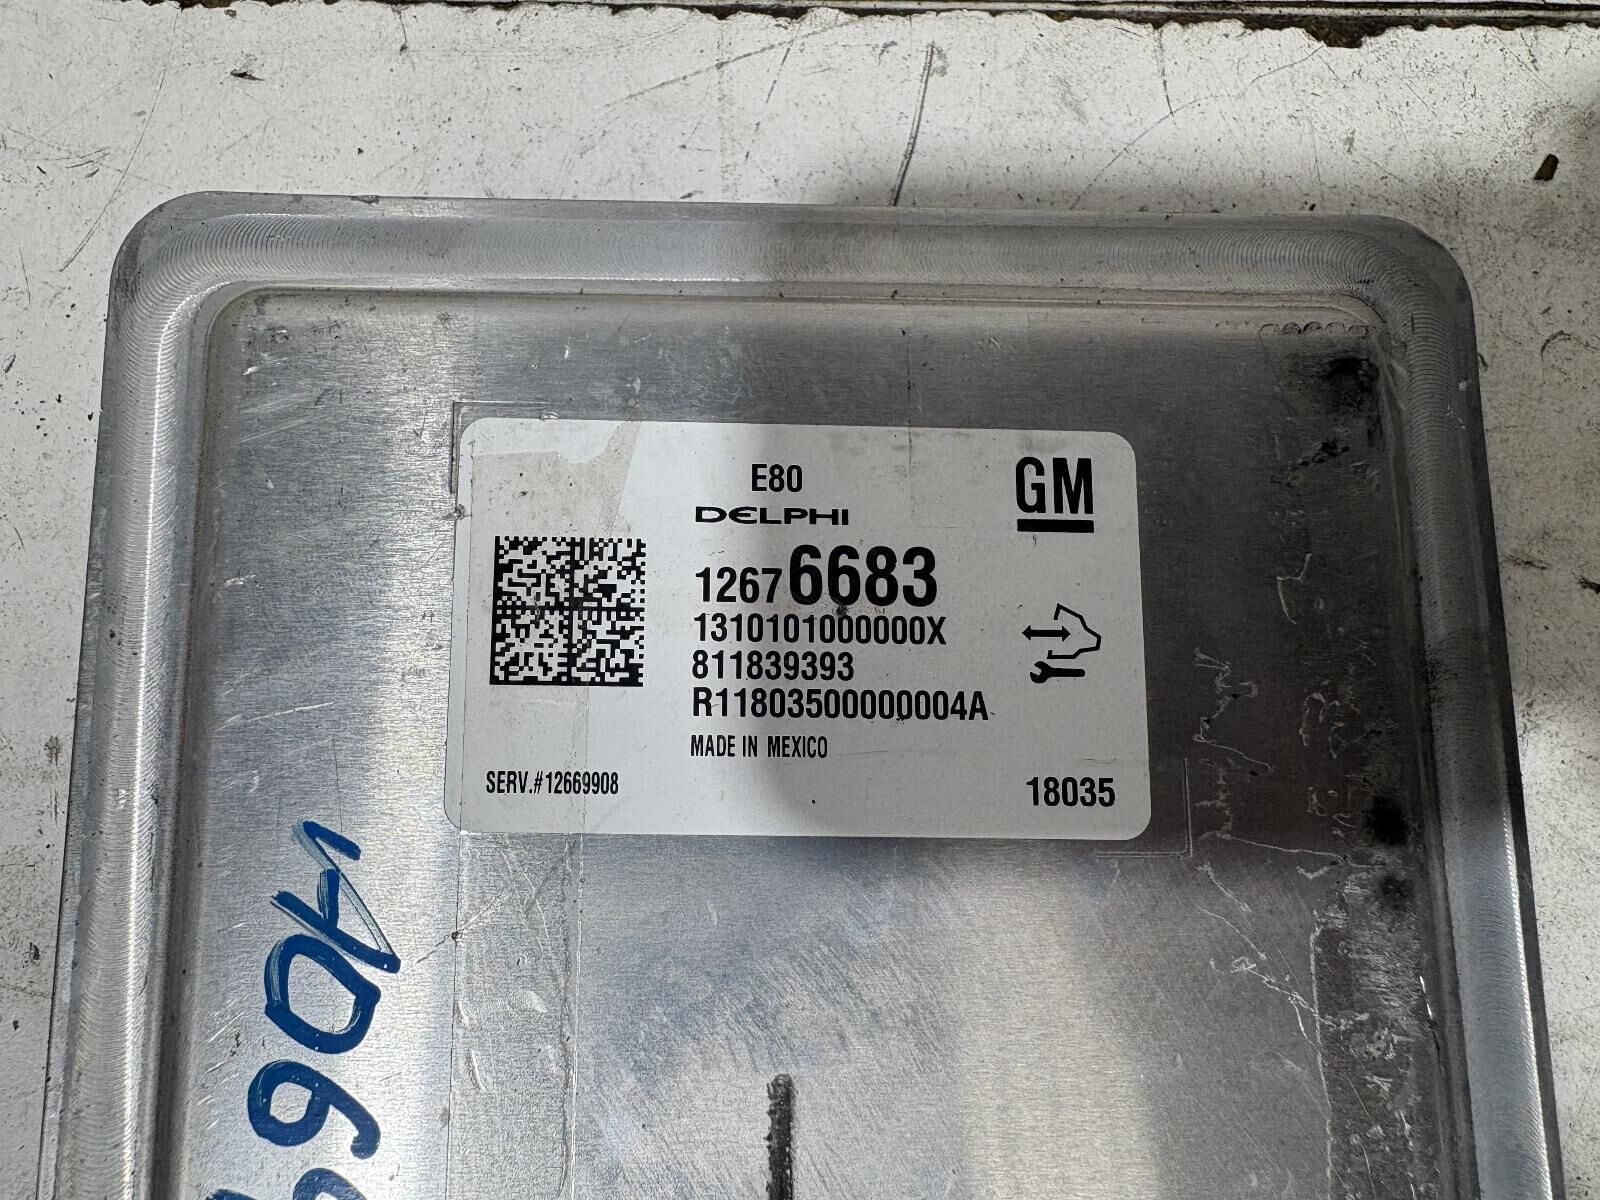 E80
DELPHI
GM
12676683
1310101000000X
811839393
R11803500000004A
MADE IN MEXICO
SERV.#12669908
18035